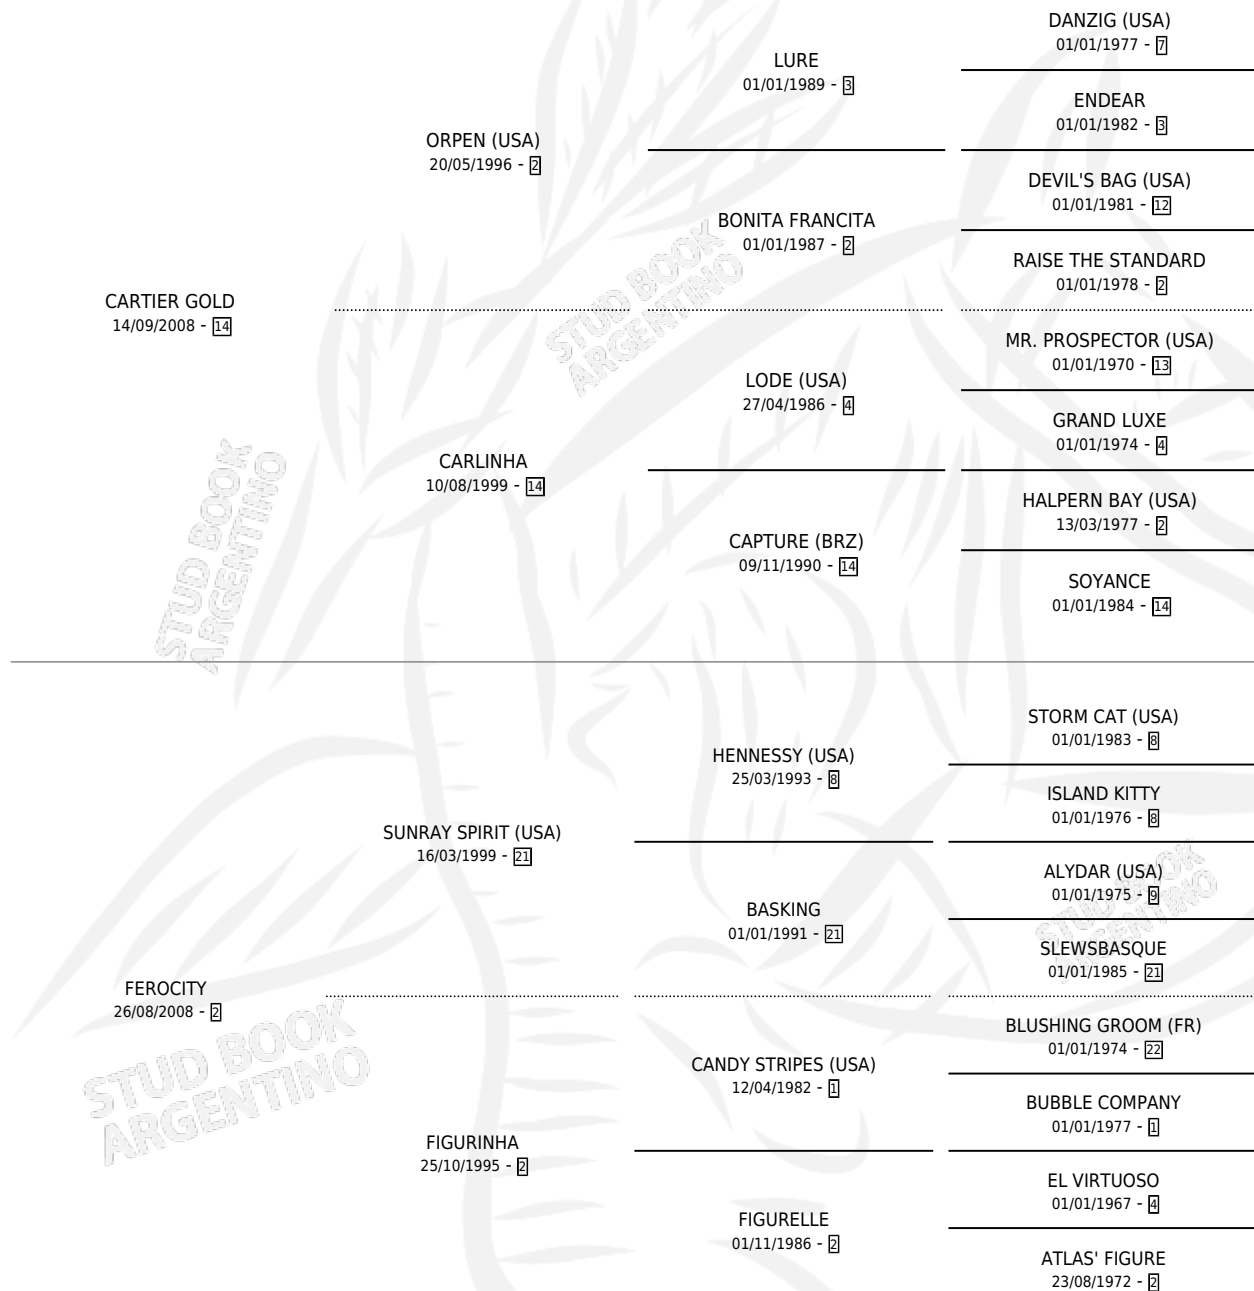 DANZIG (USA)
01/01/1977 - 7
LURE
01/01/1989 - 3
ENDEAR
01/01/1982 - 3
ORPEN (USA)
20/05/1996 - 2
DEVIL'S BAG (USA)
01/01/1981 - 12
BONITA FRANCITA
01/01/1987 - 2
RAISE THE STANDARD
01/01/1978 - 2
CARTIER GOLD
14/09/2008 - 14
MR. PROSPECTOR (USA)
01/01/1970 - 13
LODE (USA)
27/04/1986 - 4
GRAND LUXE
01/01/1974 - 4
CARLINHA
10/08/1999 - 14
HALPERN BAY (USA)
13/03/1977 - 2
CAPTURE (BRZ)
09/11/1990 - 14
SOYANCE
01/01/1984 - 14
STORM CAT (USA)
01/01/1983 - 8
HENNESSY (USA)
25/03/1993 - 8
ISLAND KITTY
01/01/1976 - 8
SUNRAY SPIRIT (USA)
16/03/1999 - 21
ALYDAR (USA)
01/01/1975 - 9
BASKING
01/01/1991 - 21
SLEWSBASQUE
01/01/1985 - 21
FEROCITY
26/08/2008 - 2
BLUSHING GROOM (FR)
01/01/1974 - 22
CANDY STRIPES (USA)
12/04/1982 - 1
BUBBLE COMPANY
01/01/1977 - 1
FIGURINHA
25/10/1995 - 2
EL VIRTUOSO
01/01/1967 - 4
FIGURELLE
01/11/1986 - 2
ATLAS' FIGURE
23/08/1972 - 2
STUD BOOK
ARGENTINO
STUD BOOK
ARGENTINO
STUD BOOK
ARGENTINO
STUD BOOK
ARGENTINO